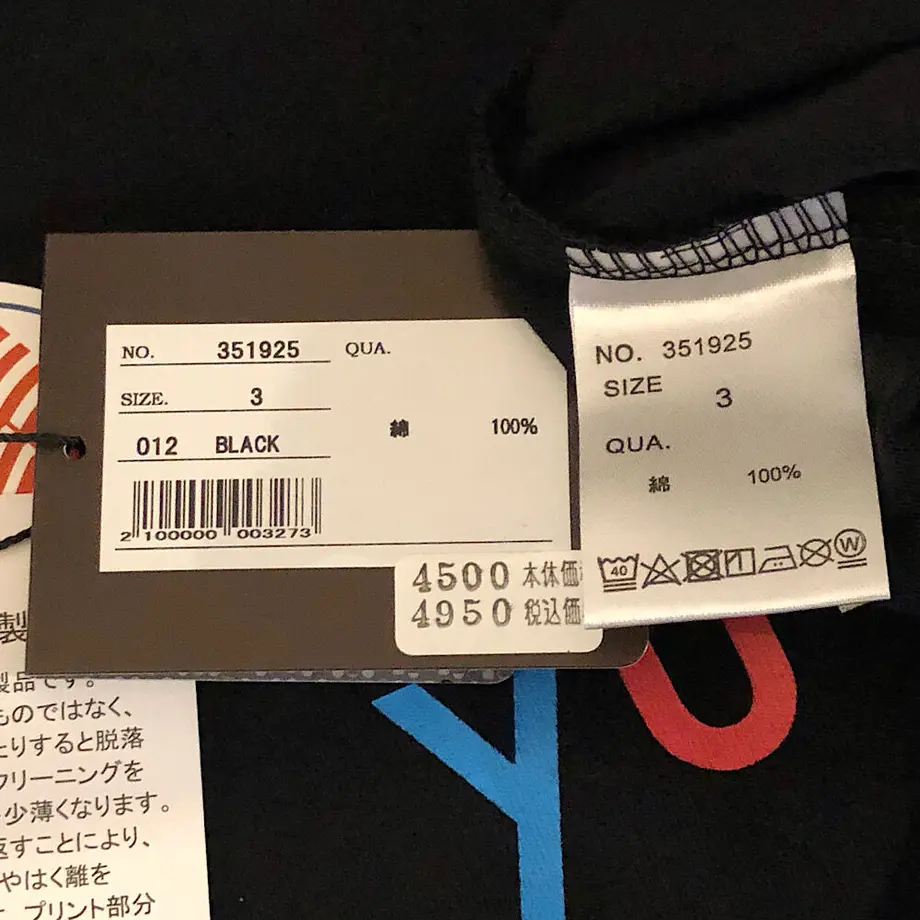 NO. 351925 QUA.
SIZE. 3
綿 100%
012 BLACK
2 100000 003273
4500 本体価
4950 税込価
NO. 351925
SIZE
3
QUA.
綿 100%
40
W
製
製品です。
ものではなく、
たりすると脱落
クリーニングを
少薄くなります。
返すことにより、
やはく離を
プリント部分
YU